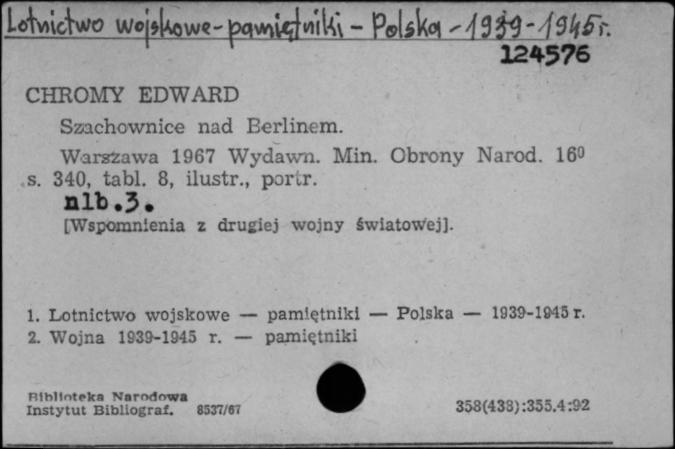 Lotnictwo wojskowe - pamiętniki - Polska - 1939-1945 r.
124576
CHROMY EDWARD
Szachownice nad Berlinem.
Warszawa 1967 Wydawn. Min. Obrony Narod. 16⁰
s. 340, tabl. 8, ilustr., portr.
nlb.3.
[Wspomnienia z drugiej wojny światowej].
1. Lotnictwo wojskowe — pamiętniki — Polska — 1939-1945 r.
2. Wojna 1939-1945 r. — pamiętniki
Biblioteka Narodowa
Instytut Bibliograf. 8537/67
358(438):355.4:92